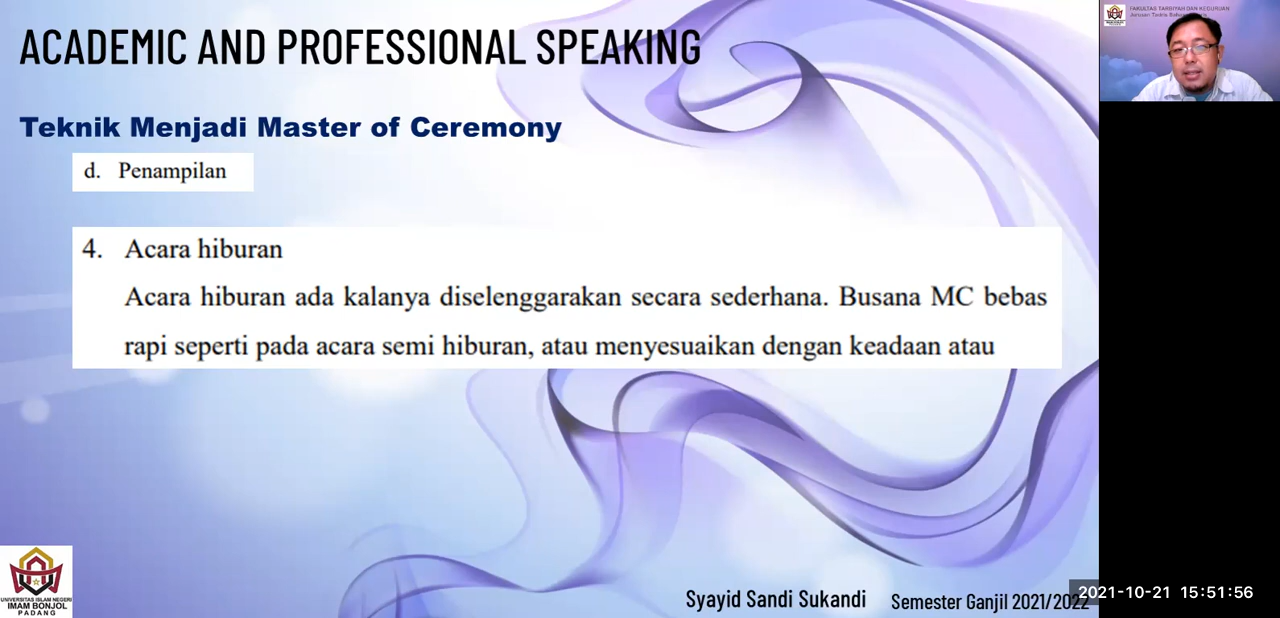 ACADEMIC AND PROFESSIONAL SPEAKING
FAKULTAS TARBIYAH DAN KEGURUAN
Teknik Menjadi Master of Ceremony
d. Penampilan
4. Acara hiburan
Acara hiburan ada kalanya diselenggarakan secara sederhana. Busana MC bebas
rapi seperti pada acara semi hiburan, atau menyesuaikan dengan keadaan atau
UNIVERSITAS ISLAM NEGERI
IMAM BONJOL
PADANG
Syayid Sandi Sukandi
Semester Ganjil 2021/2022
2021-10-21 15:51:56